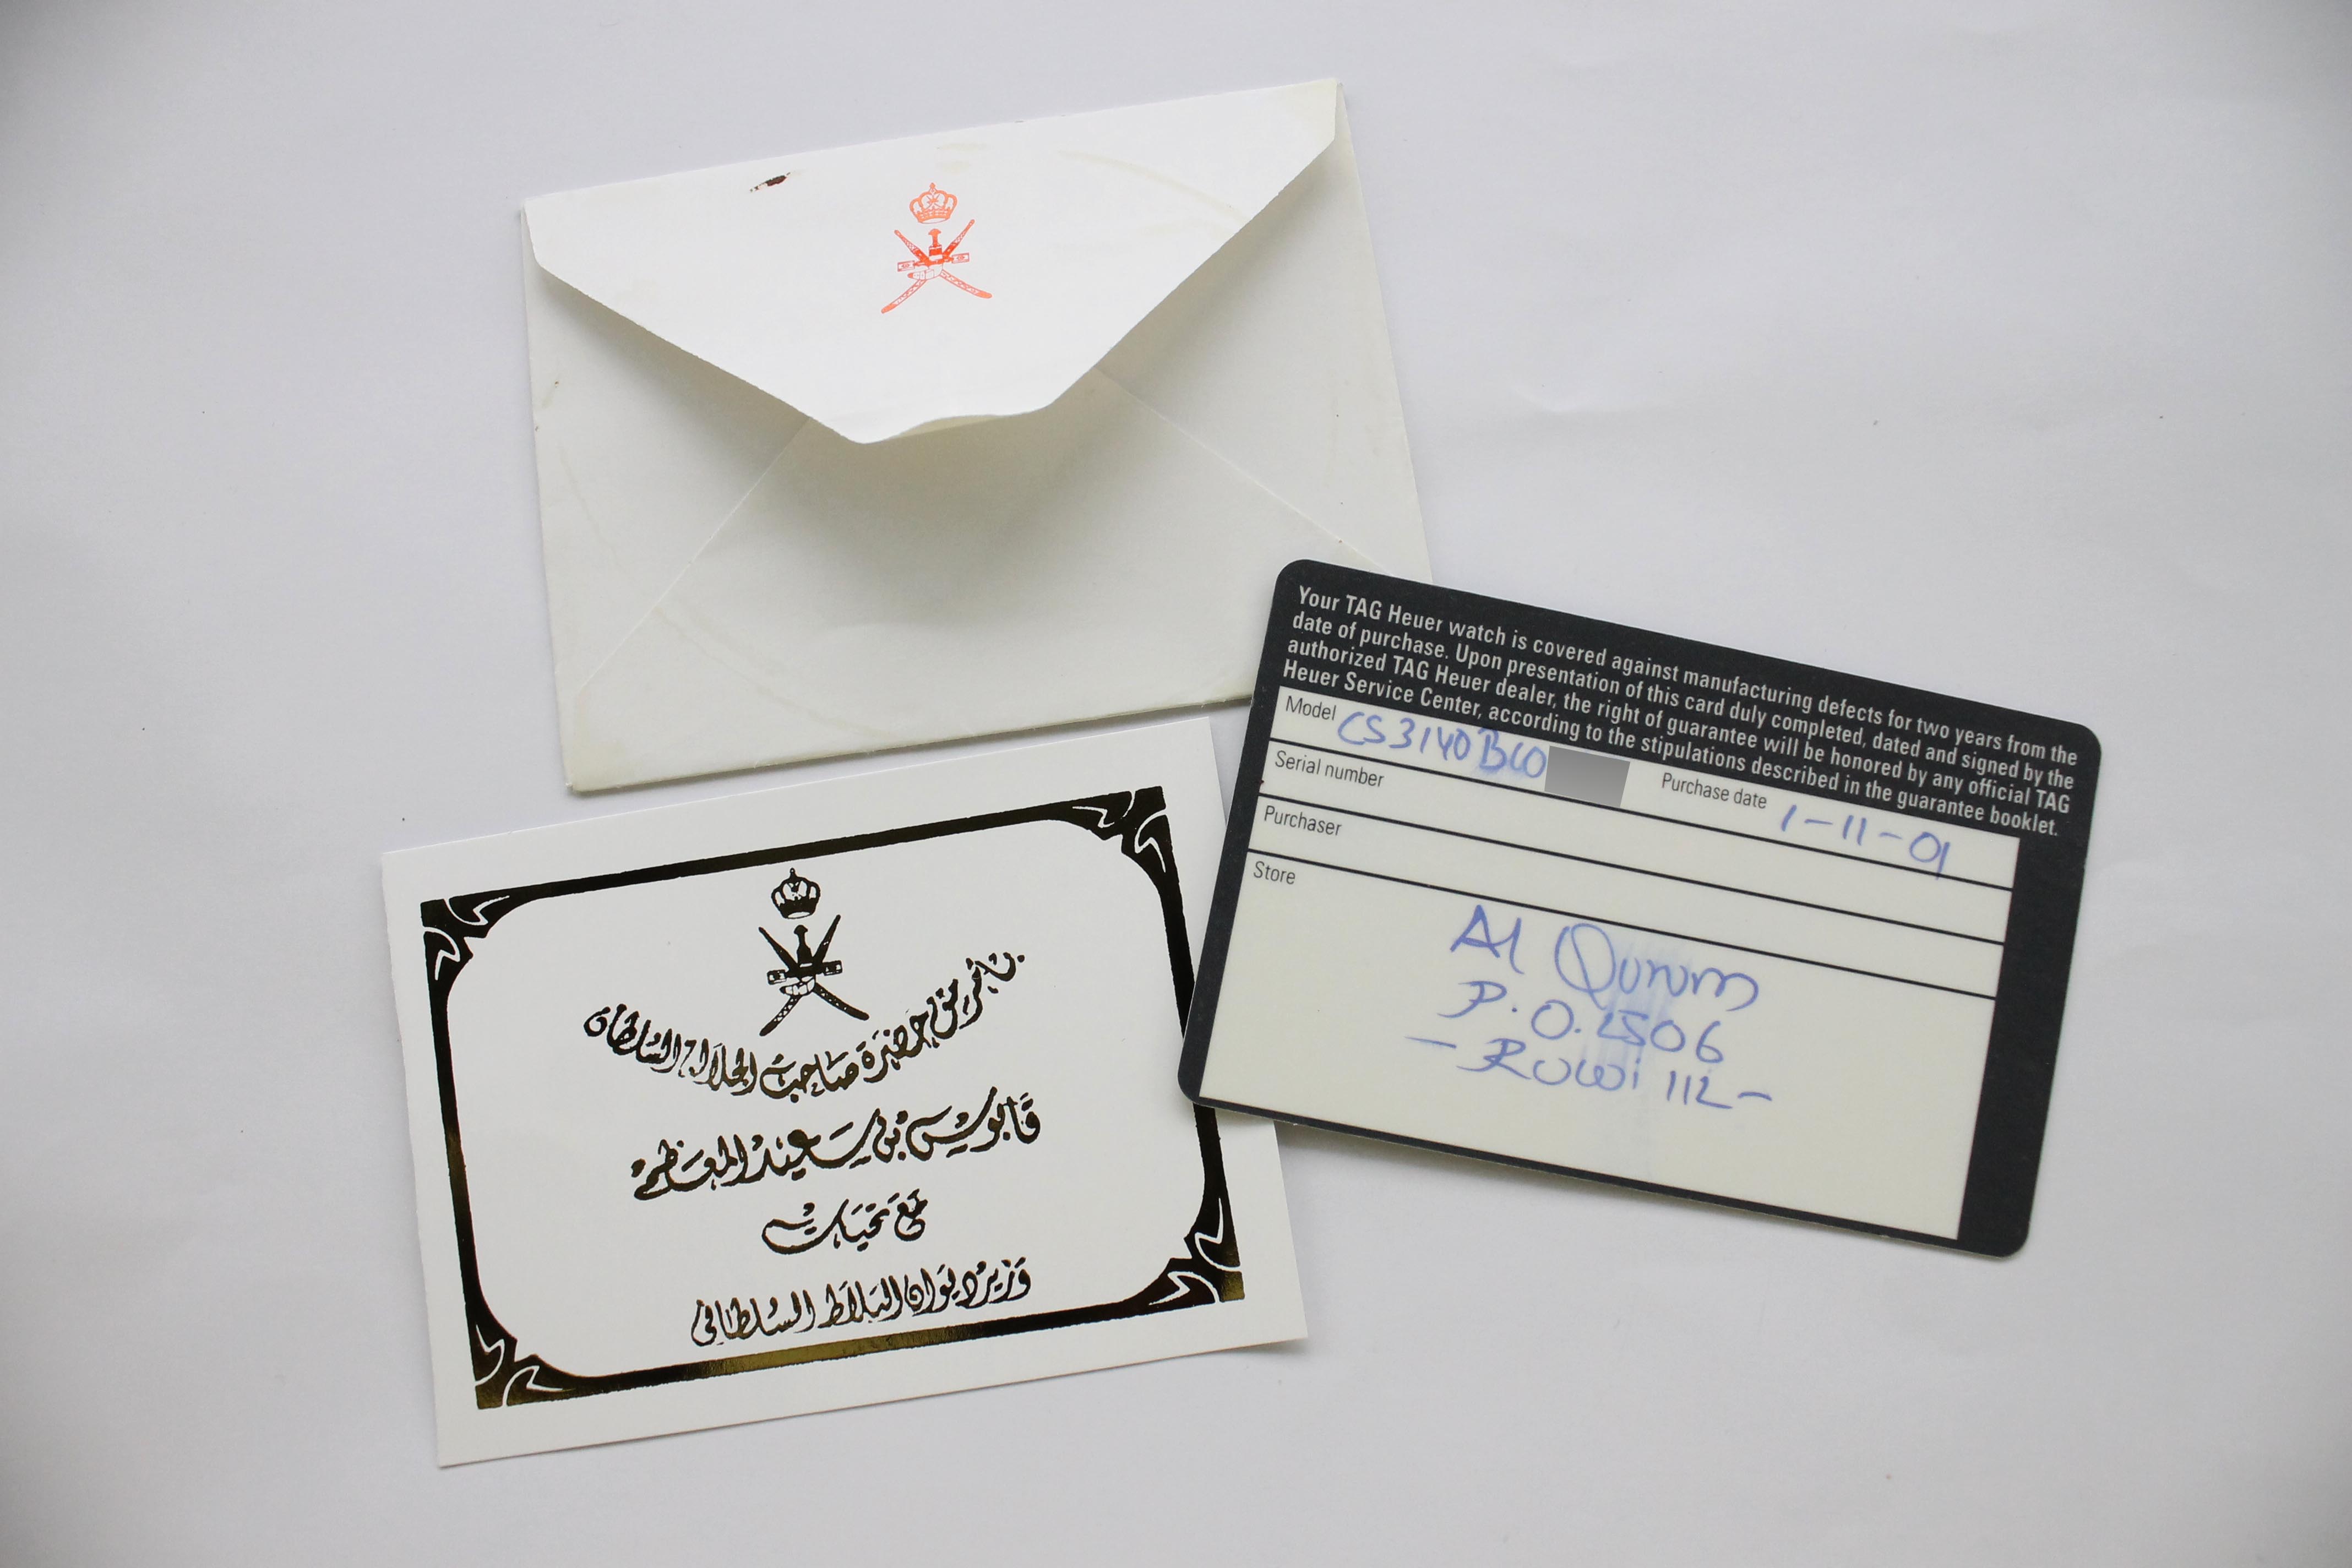 Your TAG Heuer watch is covered against manufacturing defects for two years from the
date of purchase. Upon presentation of this card duly completed, dated and signed by the
authorized TAG Heuer dealer, the right of guarantee will be honored by any official TAG
Heuer Service Center, according to the stipulations described in the guarantee booklet.
Model CS3140 BC0
Serial number Purchase date 1-11-01
Purchaser
Store
Al Qurum
P.O. 2506
- Ruwi 112 -
بأمر من حضرة صاحب الجلالة السلطان
قابوس بن سعيد المعظم
مع تحيات
وزير ديوان البلاط السلطاني